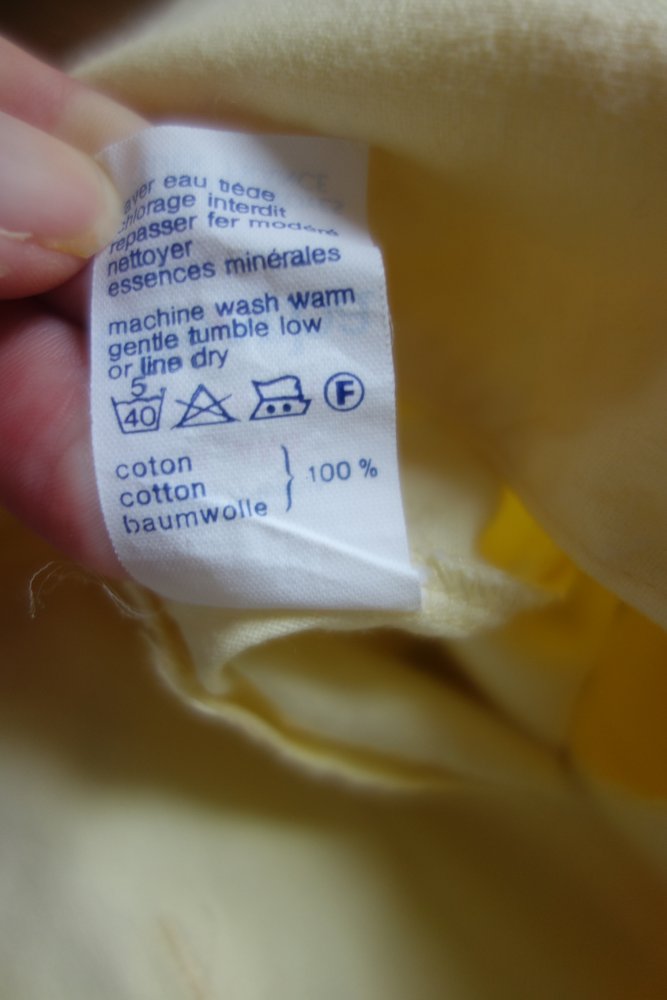 laver eau tiède
chlorage interdit
repasser fer modéré
nettoyer
essences minérales
machine wash warm
gentle tumble low
or line dry
5
40 F
coton
cotton } 100 %
baumwolle